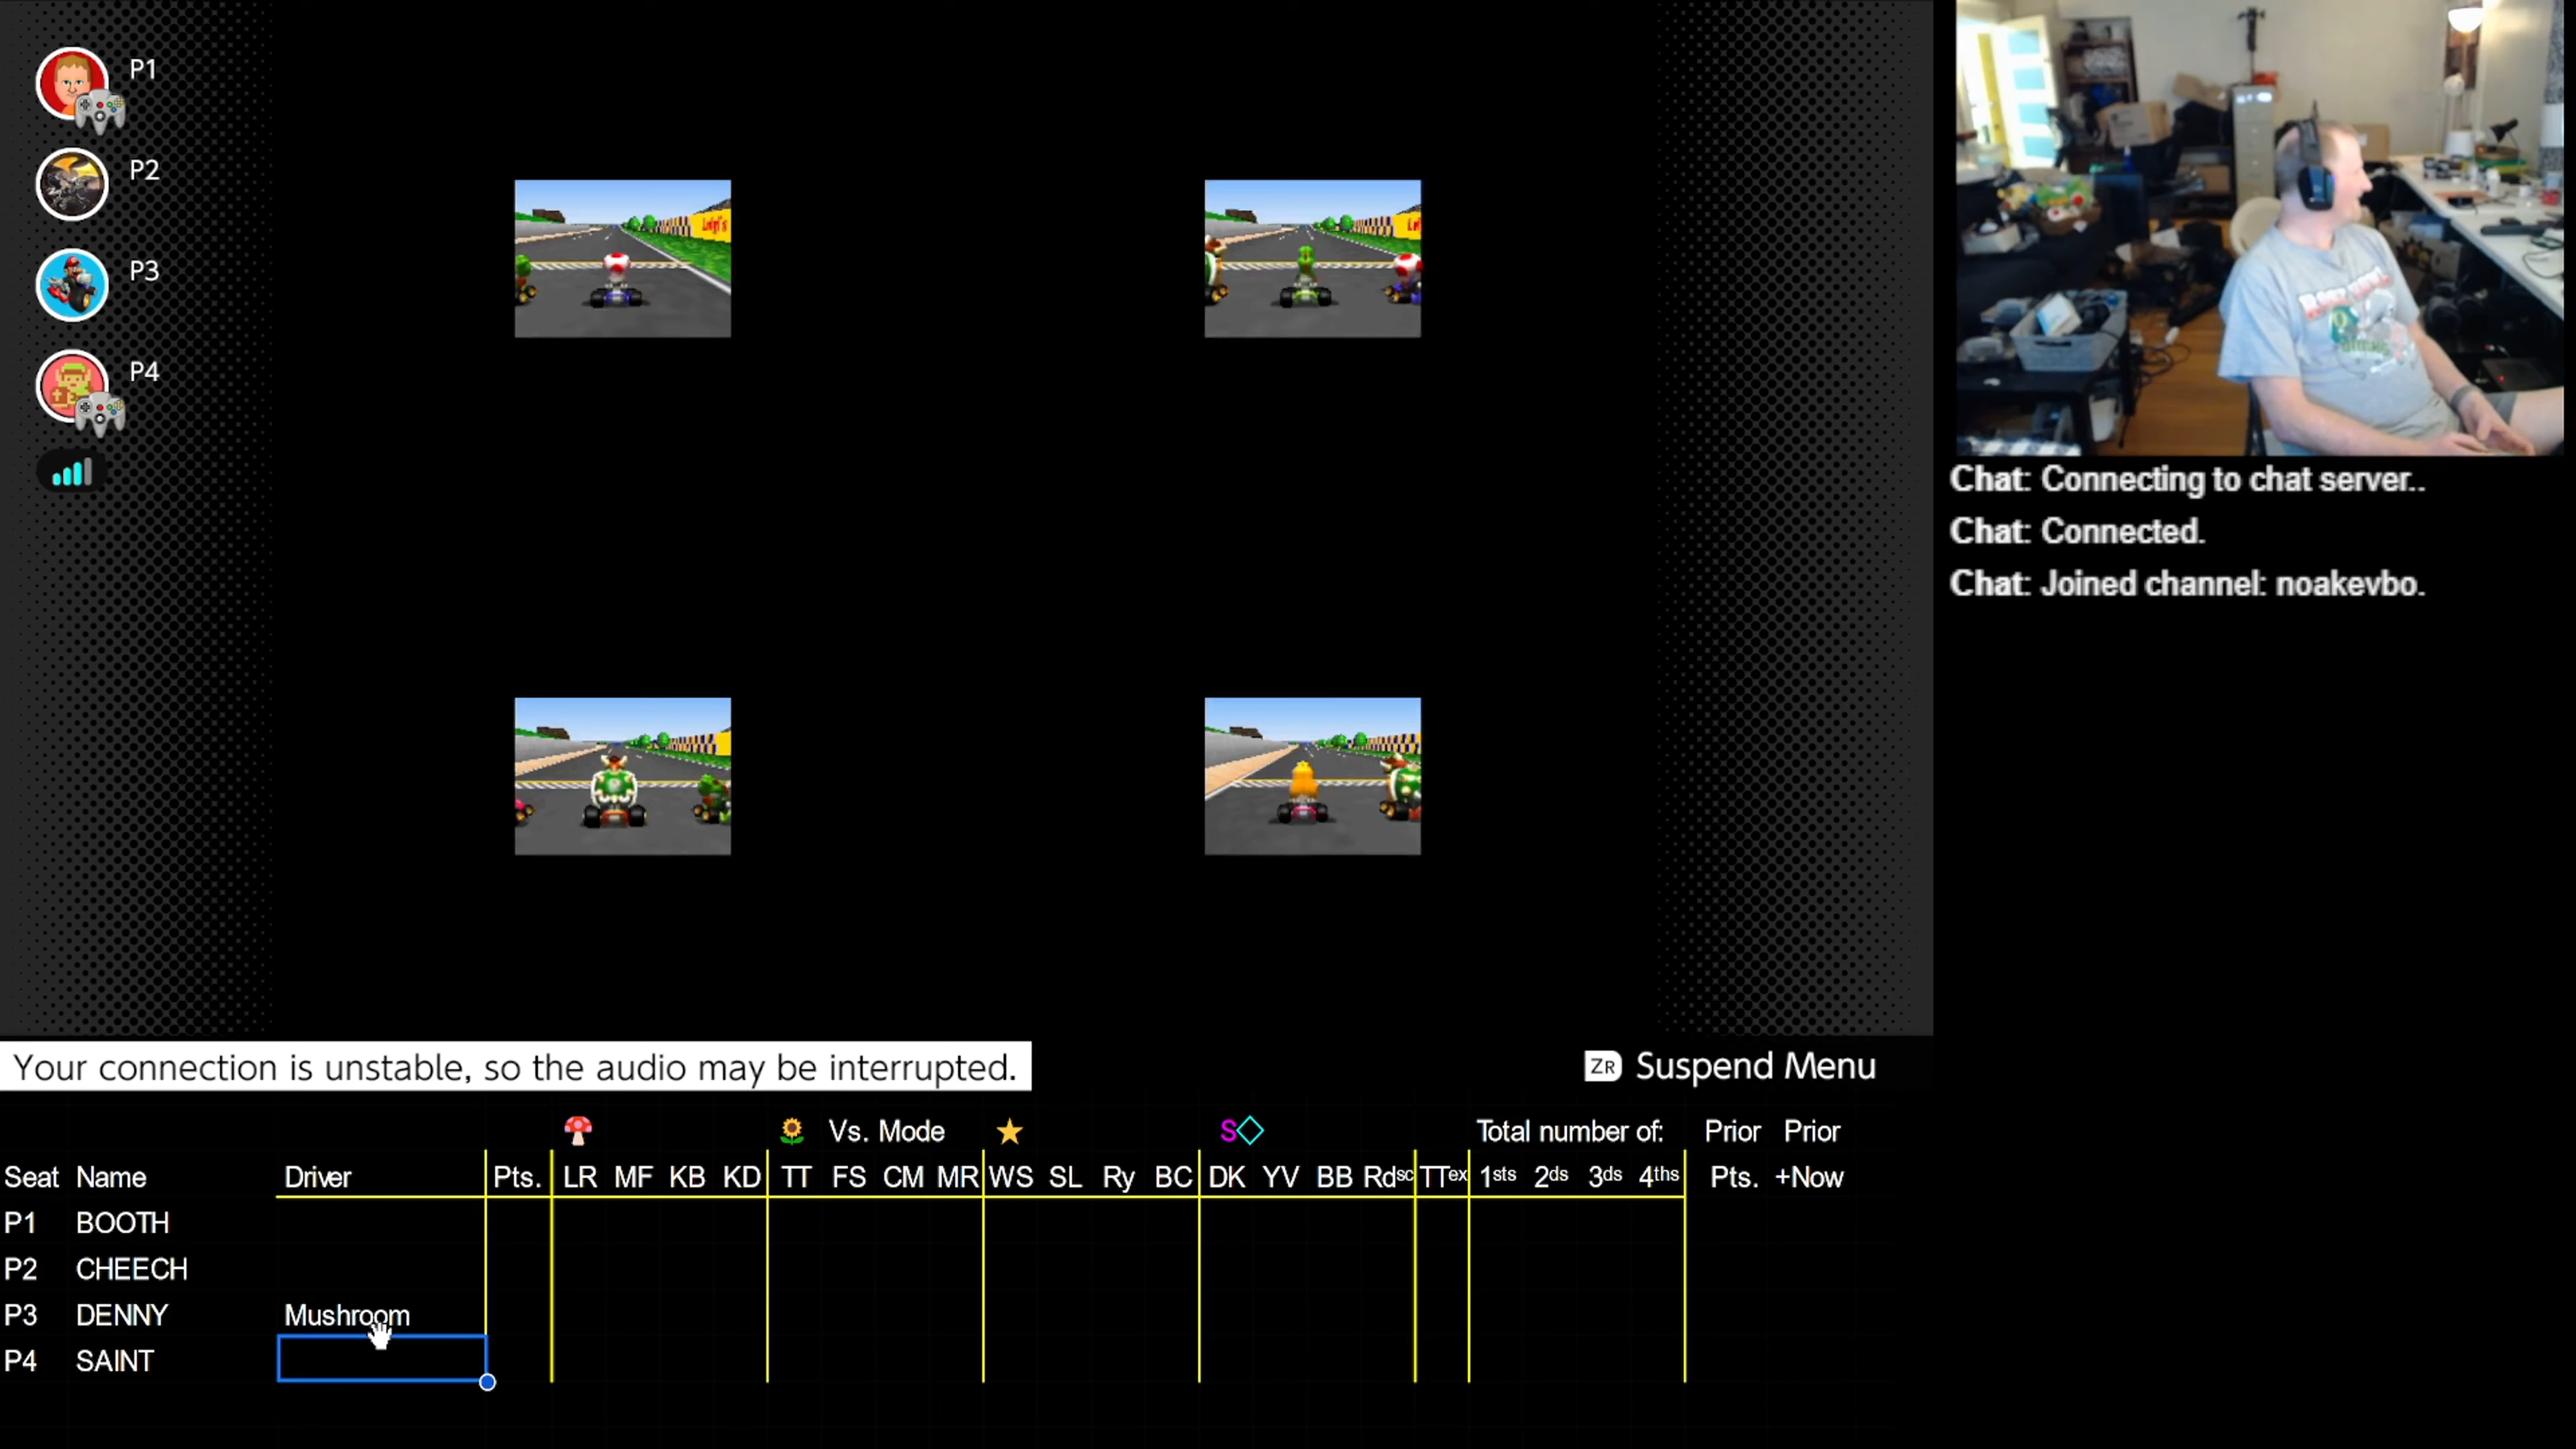 P1
P2
P3
P4
Luigi's
Chat: Connecting to chat server..
Chat: Connected.
Chat: Joined channel: noakevbo.
Your connection is unstable, so the audio may be interrupted.
ZR Suspend Menu
Vs. Mode S Total number of: Prior Prior
Seat Name Driver Pts. LR MF KB KD TT FS CM MR WS SL Ry BC DK YV BB Rdsc TTex 1sts 2ds 3ds 4ths Pts. +Now
P1 BOOTH
P2 CHEECH
P3 DENNY Mushroom
P4 SAINT